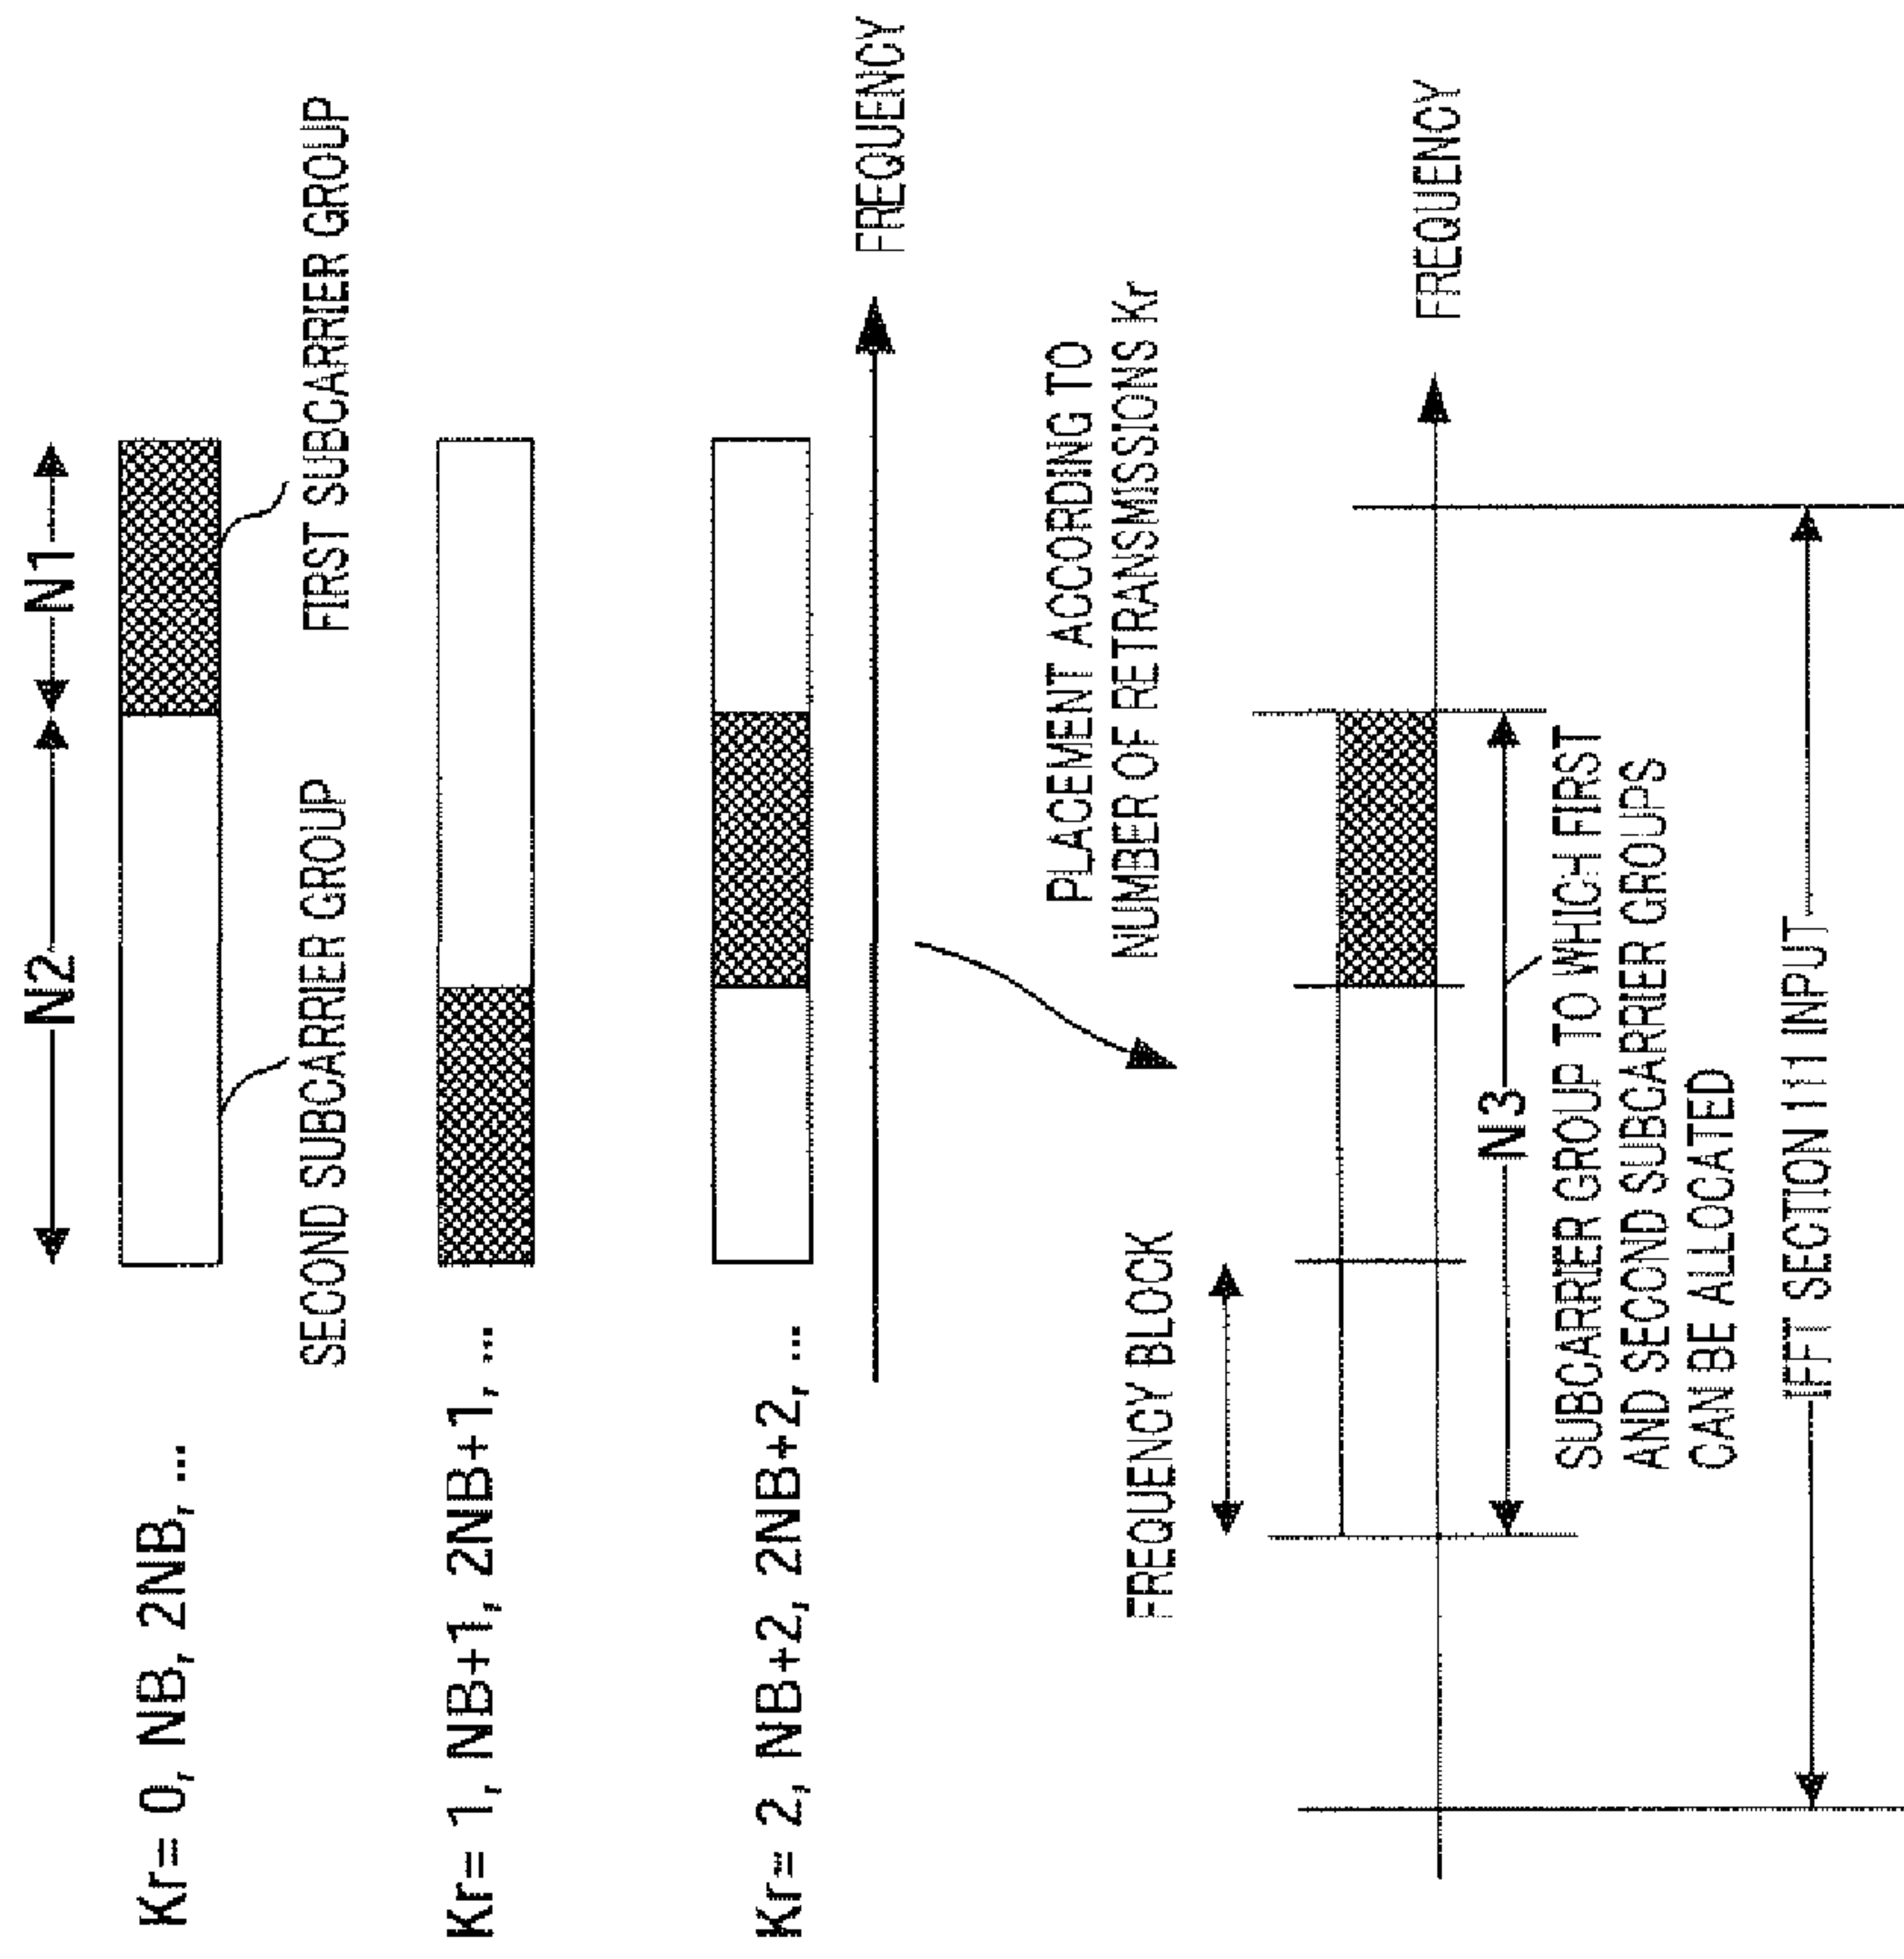 N2
N1
Kr= 0, NB, 2NB, ...
SECOND SUBCARRIER GROUP
FIRST SUBCARRIER GROUP
Kr= 1, NB+1, 2NB+1, ...
Kr= 2, NB+2, 2NB+2, ...
FREQUENCY
PLACEMENT ACCORDING TO
NUMBER OF RETRANSMISSIONS Kr
FREQUENCY BLOCK
FREQUENCY
N3
SUBCARRIER GROUP TO WHICH FIRST
AND SECOND SUBCARRIER GROUPS
CAN BE ALLOCATED
IFFT SECTION 111 INPUT